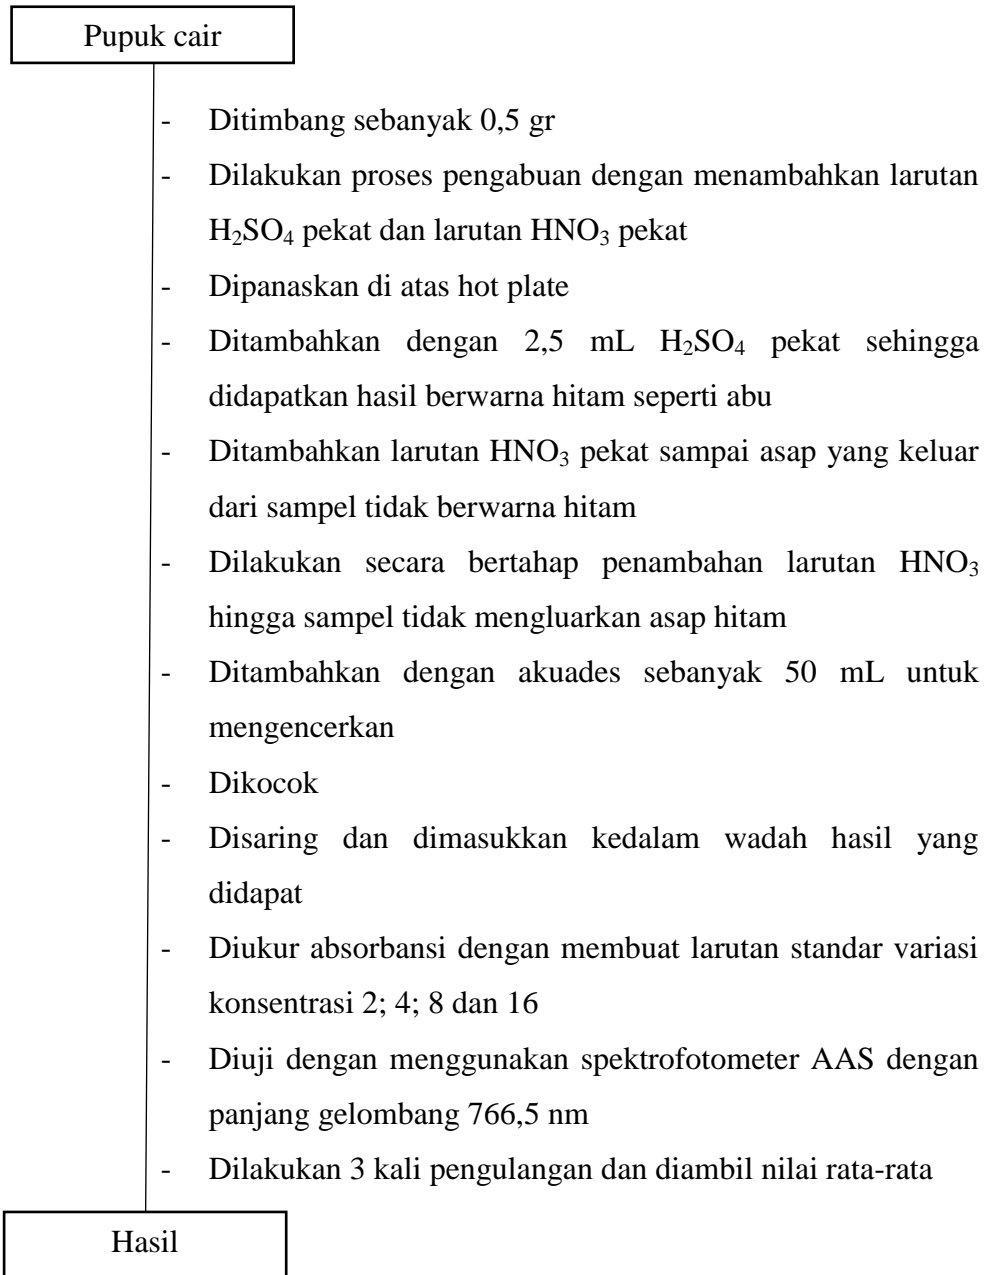 Pupuk cair
- Ditimbang sebanyak 0,5 gr
- Dilakukan proses pengabuan dengan menambahkan larutan
H₂SO₄ pekat dan larutan HNO₃ pekat
- Dipanaskan di atas hot plate
- Ditambahkan dengan 2,5 mL H₂SO₄ pekat sehingga
didapatkan hasil berwarna hitam seperti abu
- Ditambahkan larutan HNO₃ pekat sampai asap yang keluar
dari sampel tidak berwarna hitam
- Dilakukan secara bertahap penambahan larutan HNO₃
hingga sampel tidak mengluarkan asap hitam
- Ditambahkan dengan akuades sebanyak 50 mL untuk
mengencerkan
- Dikocok
- Disaring dan dimasukkan kedalam wadah hasil yang
didapat
- Diukur absorbansi dengan membuat larutan standar variasi
konsentrasi 2; 4; 8 dan 16
- Diuji dengan menggunakan spektrofotometer AAS dengan
panjang gelombang 766,5 nm
- Dilakukan 3 kali pengulangan dan diambil nilai rata-rata
Hasil